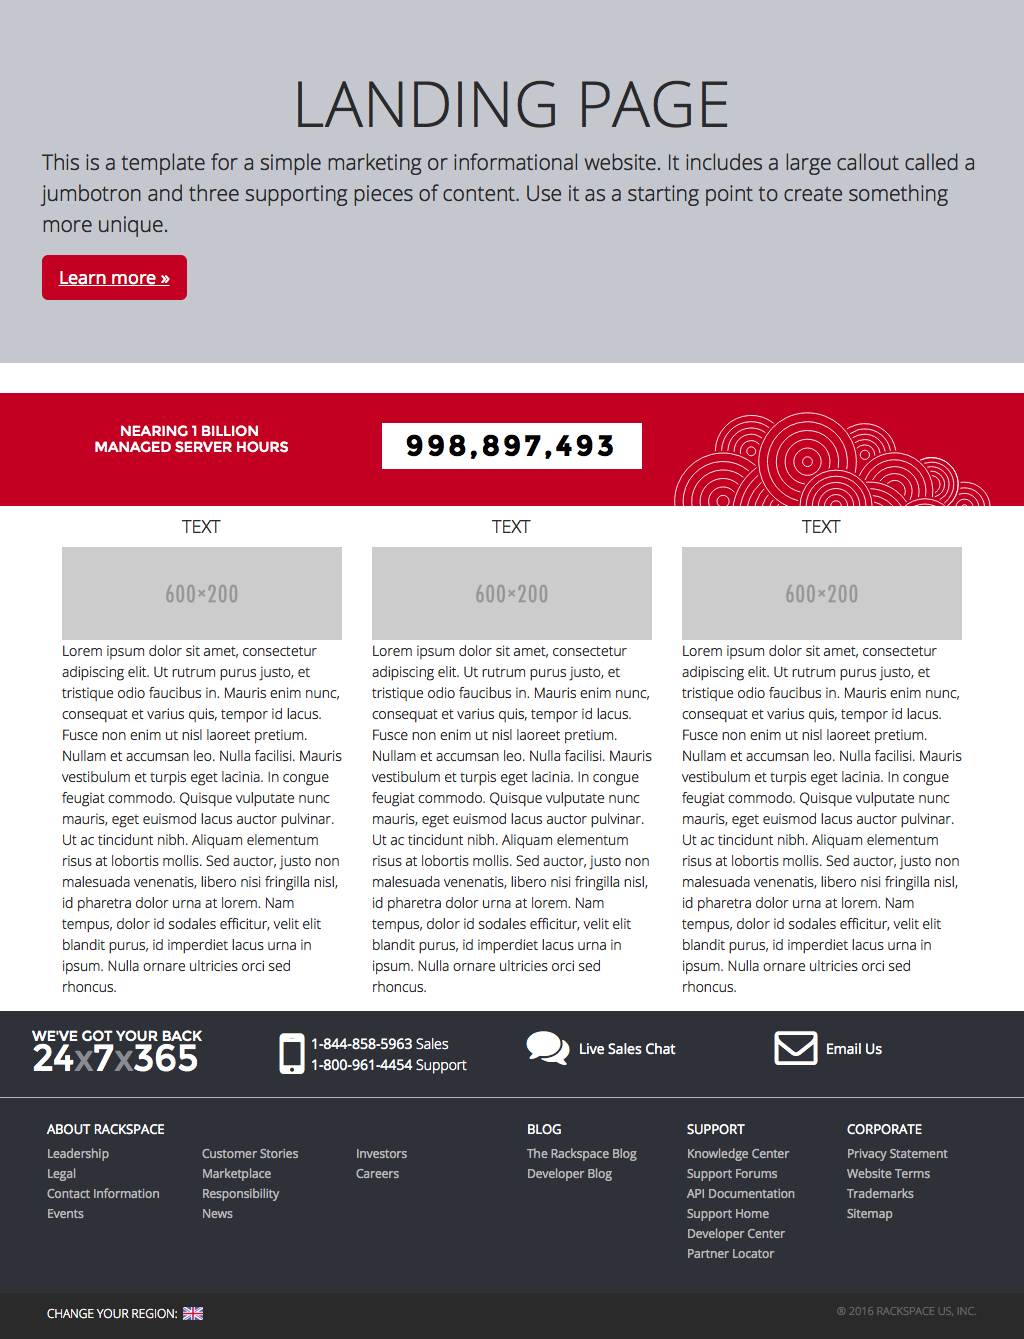 LANDING PAGE
This is a template for a simple marketing or informational website. It includes a large callout called a
jumbotron and three supporting pieces of content. Use it as a starting point to create something
more unique.
Learn more »
NEARING 1 BILLION
MANAGED SERVER HOURS
998,897,493
TEXT
600×200
Lorem ipsum dolor sit amet, consectetur
adipiscing elit. Ut rutrum purus justo, et
tristique odio faucibus in. Mauris enim nunc,
consequat et varius quis, tempor id lacus.
Fusce non enim ut nisl laoreet pretium.
Nullam et accumsan leo. Nulla facilisi. Mauris
vestibulum et turpis eget lacinia. In congue
feugiat commodo. Quisque vulputate nunc
mauris, eget euismod lacus auctor pulvinar.
Ut ac tincidunt nibh. Aliquam elementum
risus at lobortis mollis. Sed auctor, justo non
malesuada venenatis, libero nisi fringilla nisl,
id pharetra dolor urna at lorem. Nam
tempus, dolor id sodales efficitur, velit elit
blandit purus, id imperdiet lacus urna in
ipsum. Nulla ornare ultricies orci sed
rhoncus.
TEXT
600×200
Lorem ipsum dolor sit amet, consectetur
adipiscing elit. Ut rutrum purus justo, et
tristique odio faucibus in. Mauris enim nunc,
consequat et varius quis, tempor id lacus.
Fusce non enim ut nisl laoreet pretium.
Nullam et accumsan leo. Nulla facilisi. Mauris
vestibulum et turpis eget lacinia. In congue
feugiat commodo. Quisque vulputate nunc
mauris, eget euismod lacus auctor pulvinar.
Ut ac tincidunt nibh. Aliquam elementum
risus at lobortis mollis. Sed auctor, justo non
malesuada venenatis, libero nisi fringilla nisl,
id pharetra dolor urna at lorem. Nam
tempus, dolor id sodales efficitur, velit elit
blandit purus, id imperdiet lacus urna in
ipsum. Nulla ornare ultricies orci sed
rhoncus.
TEXT
600×200
Lorem ipsum dolor sit amet, consectetur
adipiscing elit. Ut rutrum purus justo, et
tristique odio faucibus in. Mauris enim nunc,
consequat et varius quis, tempor id lacus.
Fusce non enim ut nisl laoreet pretium.
Nullam et accumsan leo. Nulla facilisi. Mauris
vestibulum et turpis eget lacinia. In congue
feugiat commodo. Quisque vulputate nunc
mauris, eget euismod lacus auctor pulvinar.
Ut ac tincidunt nibh. Aliquam elementum
risus at lobortis mollis. Sed auctor, justo non
malesuada venenatis, libero nisi fringilla nisl,
id pharetra dolor urna at lorem. Nam
tempus, dolor id sodales efficitur, velit elit
blandit purus, id imperdiet lacus urna in
ipsum. Nulla ornare ultricies orci sed
rhoncus.
WE'VE GOT YOUR BACK
24x7x365
1-844-858-5963 Sales
1-800-961-4454 Support
Live Sales Chat
Email Us
ABOUT RACKSPACE
Leadership
Legal
Contact Information
Events
Customer Stories
Marketplace
Responsibility
News
Investors
Careers
BLOG
The Rackspace Blog
Developer Blog
SUPPORT
Knowledge Center
Support Forums
API Documentation
Support Home
Developer Center
Partner Locator
CORPORATE
Privacy Statement
Website Terms
Trademarks
Sitemap
CHANGE YOUR REGION:
® 2016 RACKSPACE US, INC.